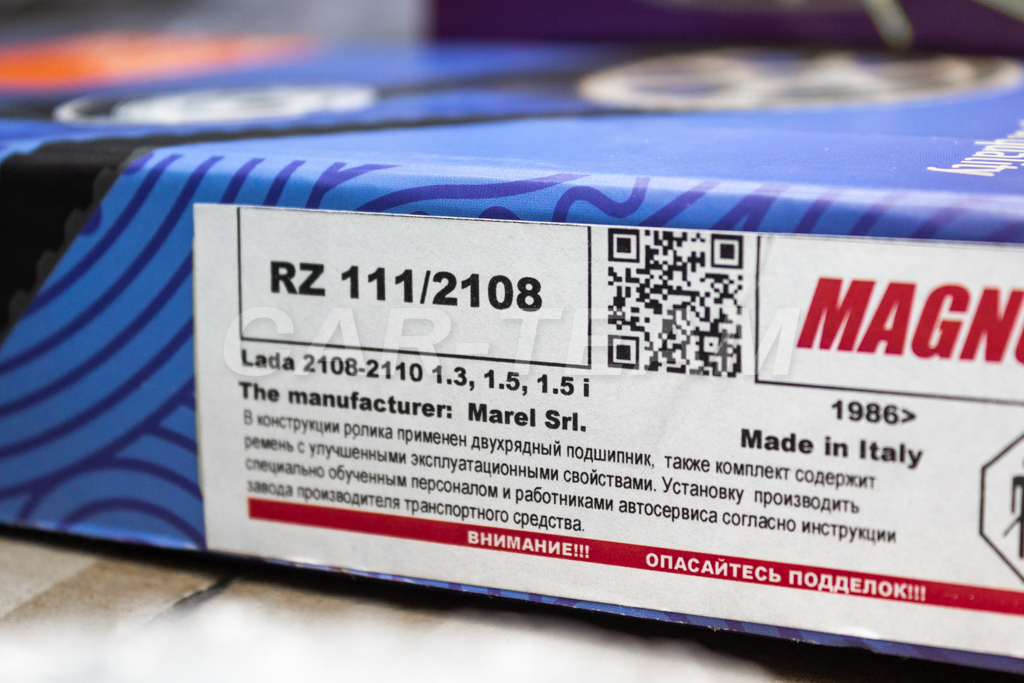 RZ 111/2108
CAR-TEAM
Lada 2108-2110 1.3, 1.5, 1.5 i
1986>
The manufacturer: Marel Srl.
Made in Italy
В конструкции ролика применен двухрядный подшипник, также комплект содержит
ремень с улучшенными эксплуатационными свойствами. Установку производить
специально обученным персоналом и работниками автосервиса согласно инструкции
завода производителя транспортного средства.
ВНИМАНИЕ!!! ОПАСАЙТЕСЬ ПОДДЕЛОК!!!